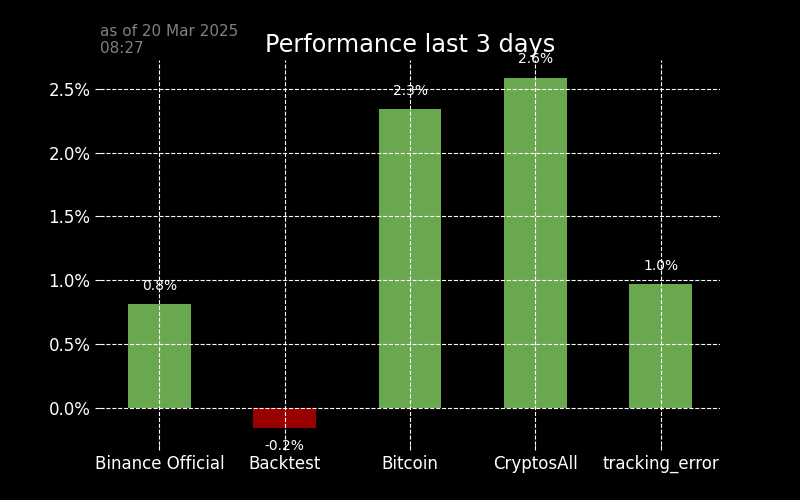 as of 20 Mar 2025
08:27
Performance last 3 days
2.6%
2.5%
2.3%
2.0%
1.5%
1.0%
1.0%
0.8%
0.5%
0.0%
-0.2%
Binance Official
Backtest
Bitcoin
CryptosAll
tracking_error